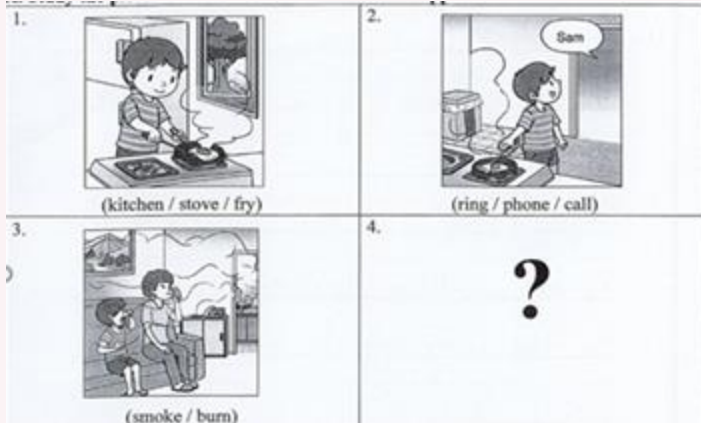 1.
2.
Sam
(kitchen / stove / fry)
(ring / phone / call)
3.
4.
?
(smoke / burn)